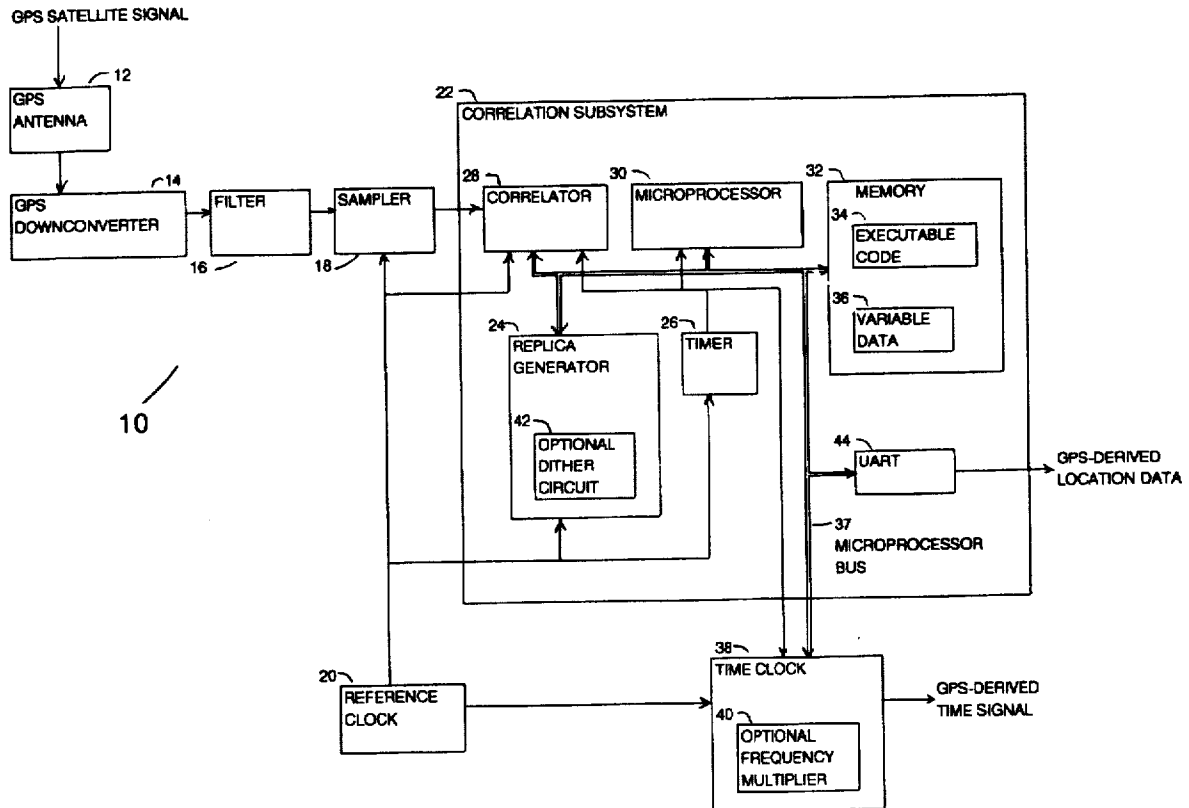 GPS SATELLITE SIGNAL
12
GPS
ANTENNA
14
GPS
DOWNCONVERTER
FILTER
16
SAMPLER
18
22
CORRELATION SUBSYSTEM
28
CORRELATOR
30
MICROPROCESSOR
32
MEMORY
34
EXECUTABLE
CODE
36
VARIABLE
DATA
24
REPLICA
GENERATOR
42
OPTIONAL
DITHER
CIRCUIT
26
TIMER
10
44
UART
GPS-DERIVED
LOCATION DATA
37
MICROPROCESSOR
BUS
20
REFERENCE
CLOCK
38
TIME CLOCK
40
OPTIONAL
FREQUENCY
MULTIPLIER
GPS-DERIVED
TIME SIGNAL